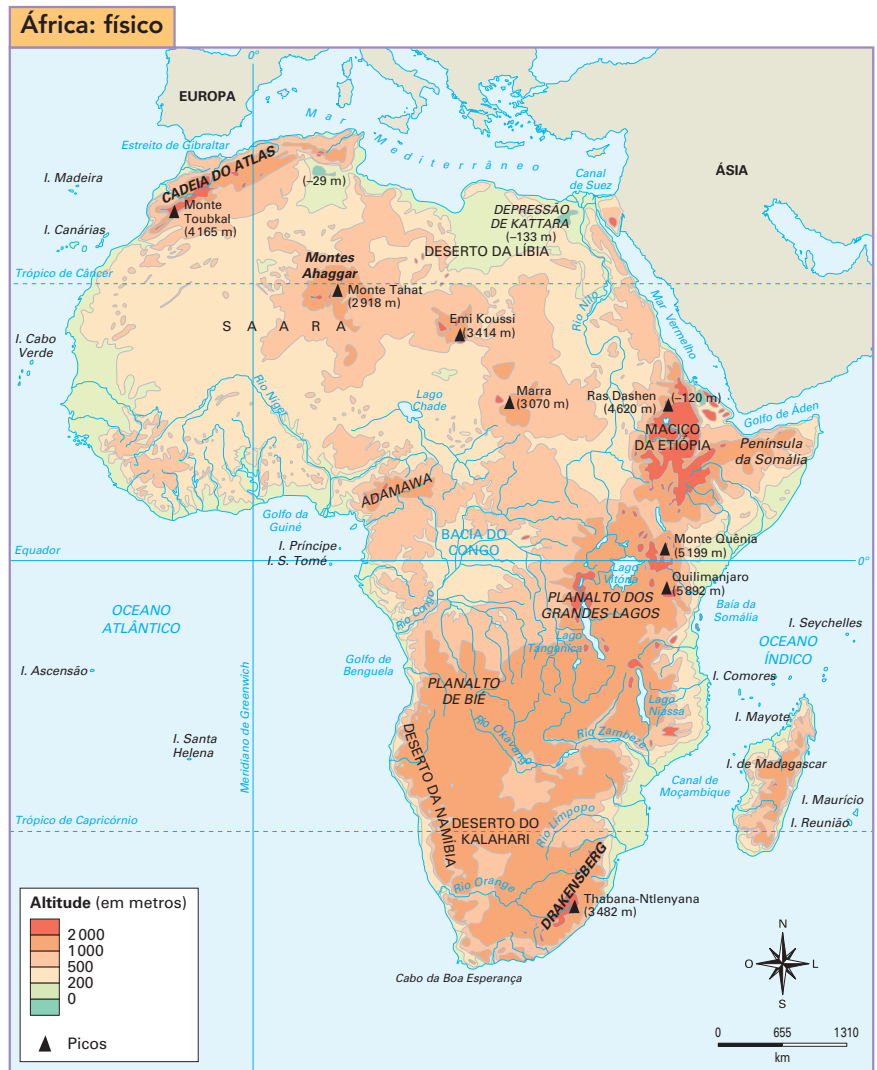 África: físico
0°
EUROPA
Mar Mediterrâneo
Estreito de Gibraltar
ÁSIA
Canal
de Suez
I. Madeira
CADEIA DO ATLAS
(–29 m)
Monte
Toubkal
(4 165 m)
DEPRESSÃO
DE KATTARA
(–133 m)
I. Canárias
DESERTO DA LÍBIA
Montes
Ahaggar
Trópico de Câncer
Monte Tahat
(2 918 m)
Rio Nilo
Mar Vermelho
SAARA
Emi Koussi
(3 414 m)
I. Cabo
Verde
Rio Níger
Lago
Chade
Marra
(3 070 m)
Ras Dashen
(4 620 m)
(–120 m)
Golfo de Áden
MACIÇO
DA ETIÓPIA
Península
da Somália
ADAMAWA
Golfo da
Guiné
BACIA DO
CONGO
Monte Quênia
(5 199 m)
I. Príncipe
Equador
0°
I. S. Tomé
Lago
Vitória
Quilimanjaro
(5 892 m)
PLANALTO DOS
GRANDES LAGOS
Rio Congo
Baía da
Somália
OCEANO
ATLÂNTICO
I. Seychelles
Lago
Tanganica
OCEANO
ÍNDICO
Golfo de
Benguela
I. Ascensão
I. Comores
PLANALTO
DE BIÉ
Lago
Niassa
Meridiano de Greenwich
I. Mayote
Rio Okavango
Rio Zambeze
I. Santa
Helena
DESERTO DA NAMÍBIA
I. de Madagascar
Canal de
Moçambique
I. Maurício
Trópico de Capricórnio
DESERTO DO
KALAHARI
Rio Limpopo
I. Reunião
Rio Orange
DRAKENSBERG
Thabana-Ntlenyana
(3 482 m)
Cabo da Boa Esperança
Altitude (em metros)
2 000
1 000
500
200
0
Picos
N
O
L
S
0 655 1310
km